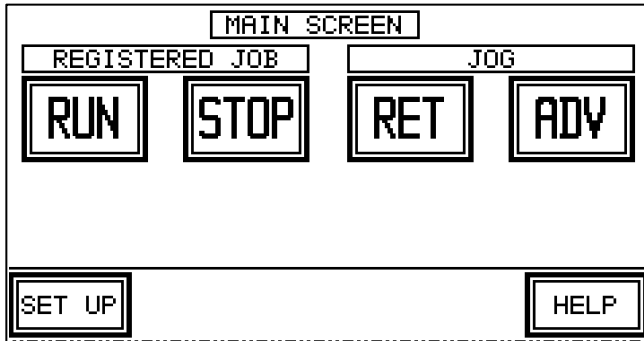 MAIN SCREEN
REGISTERED JOB JOG
RUN STOP RET ADV
SET UP HELP